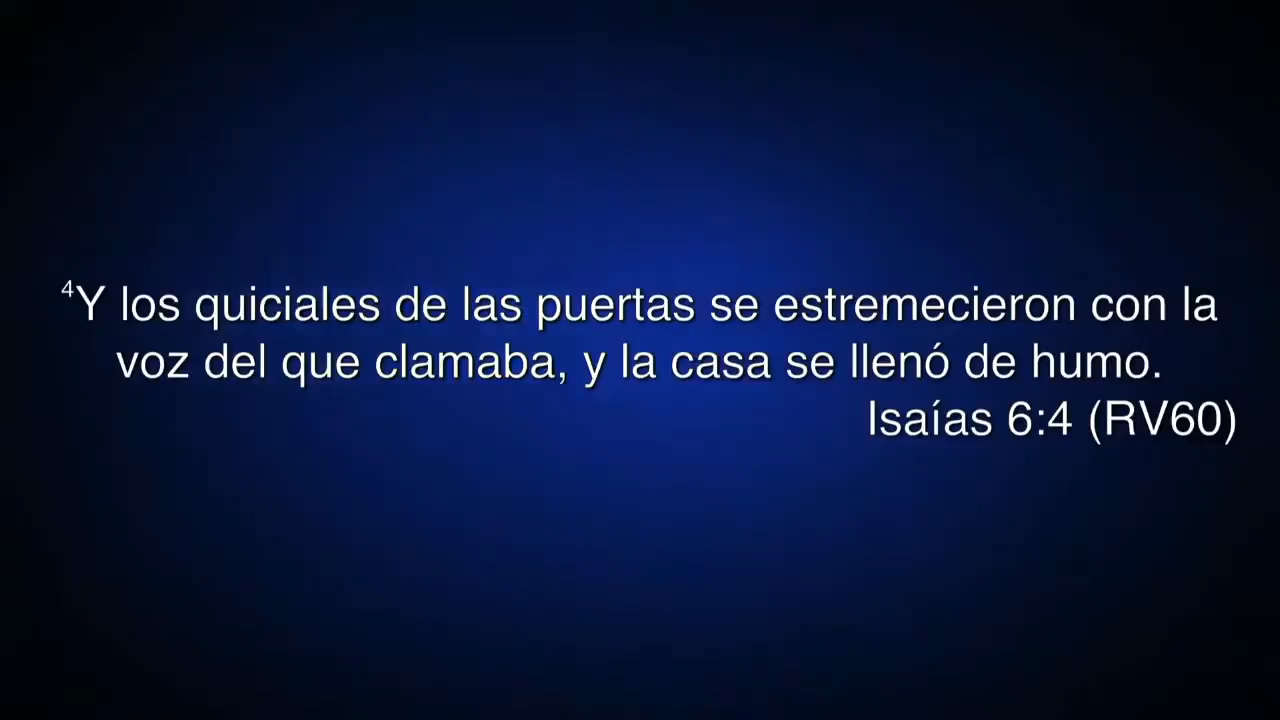 ⁴Y los quiciales de las puertas se estremecieron con la
voz del que clamaba, y la casa se llenó de humo.
Isaías 6:4 (RV60)